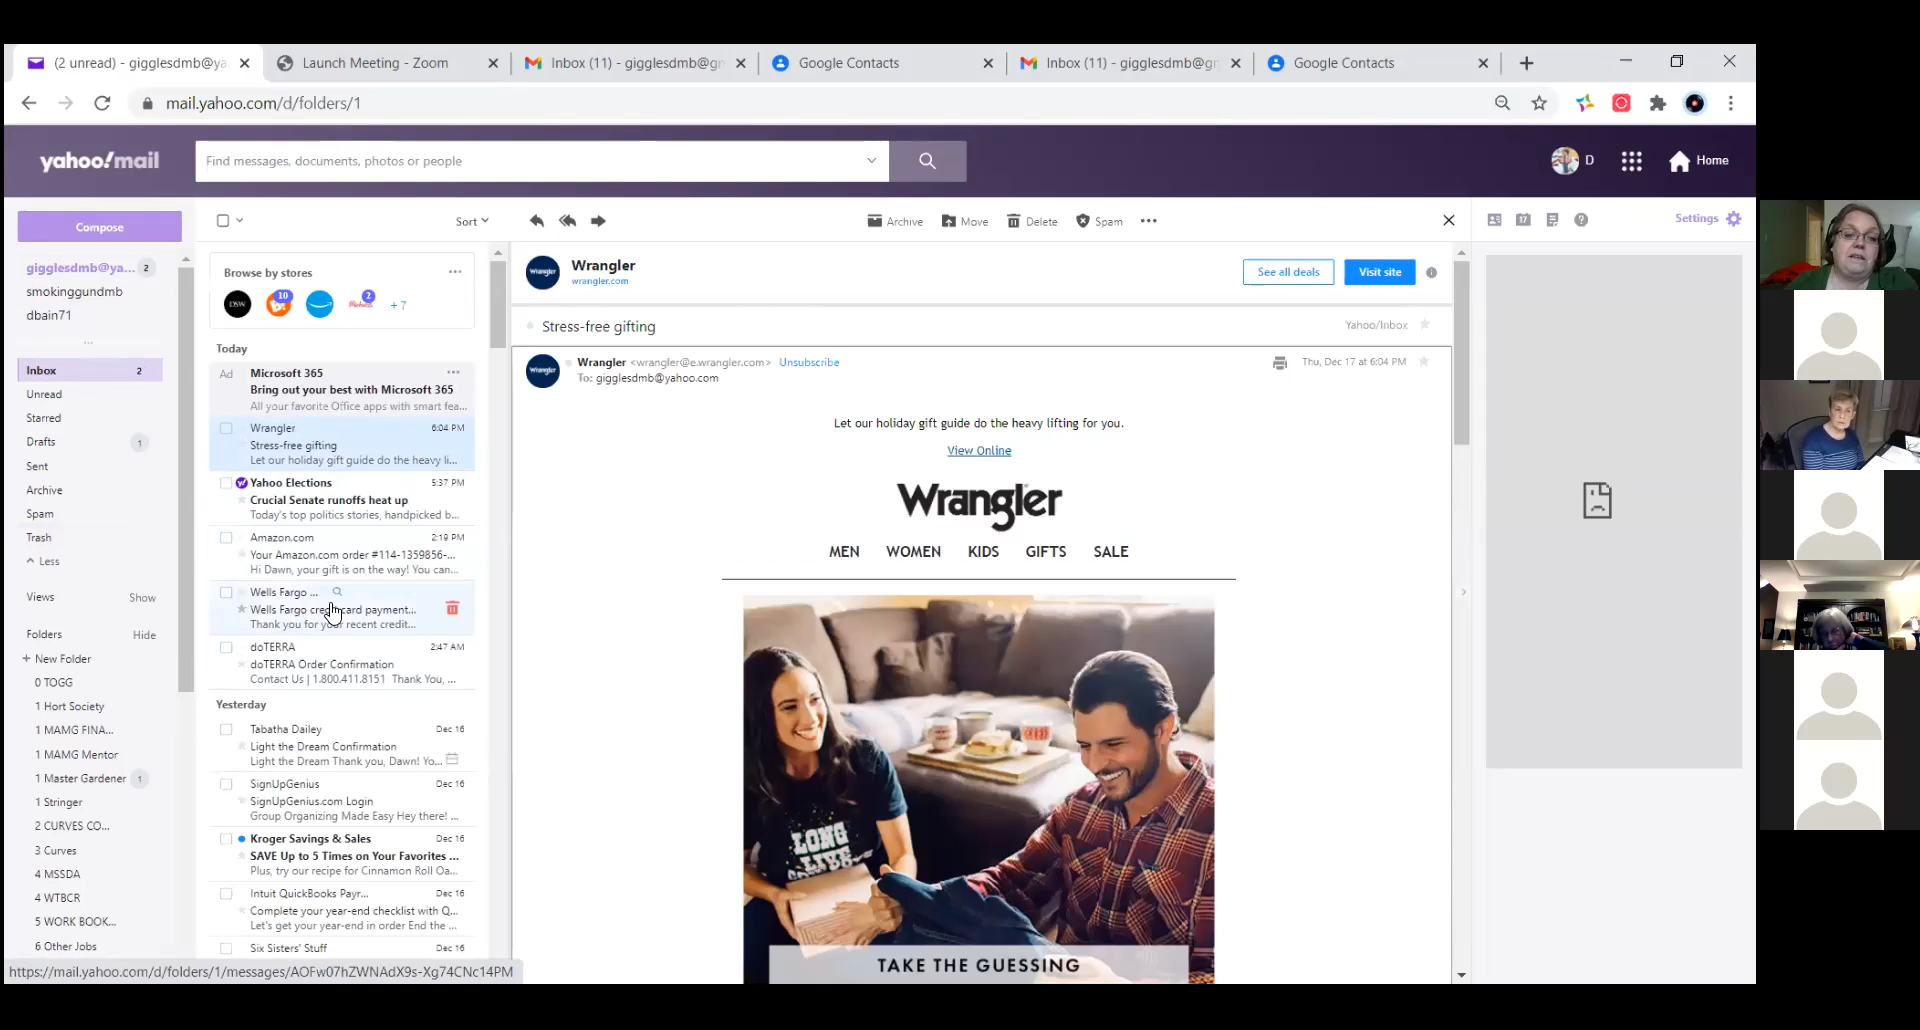 (2 unread) - gigglesdmb@ya
Launch Meeting - Zoom
Inbox (11) - gigglesdmb@gm
Google Contacts
Inbox (11) - gigglesdmb@gm
Google Contacts
mail.yahoo.com/d/folders/1
yahoo!mail
Find messages, documents, photos or people
D
Home
Compose
Sort
Archive
Move
Delete
Spam
Settings
gigglesdmb@ya... 2
smokinggundmb
dbain71
...
Inbox 2
Unread
Starred
Drafts 1
Sent
Archive
Spam
Trash
Less
Views Show
Folders Hide
+ New Folder
0 TOGG
1 Hort Society
1 MAMG FINA...
1 MAMG Mentor
1 Master Gardener 1
1 Stringer
2 CURVES CO...
3 Curves
4 MSSDA
4 WTBCR
5 WORK BOOK...
6 Other Jobs
Browse by stores
DSW
10
2
+ 7
Today
Ad Microsoft 365
Bring out your best with Microsoft 365
All your favorite Office apps with smart fea...
Wrangler 6:04 PM
Stress-free gifting
Let our holiday gift guide do the heavy li...
Yahoo Elections 5:37 PM
Crucial Senate runoffs heat up
Today's top politics stories, handpicked b...
Amazon.com 2:19 PM
Your Amazon.com order #114-1359856-...
Hi Dawn, your gift is on the way! You can...
Wells Fargo ...
Wells Fargo credit card payment...
Thank you for your recent credit...
doTERRA 2:47 AM
doTERRA Order Confirmation
Contact Us | 1.800.411.8151 Thank You, ...
Yesterday
Tabatha Dailey Dec 16
Light the Dream Confirmation
Light the Dream Thank you, Dawn! Yo...
SignUpGenius Dec 16
SignUpGenius.com Login
Group Organizing Made Easy Hey there! ...
Kroger Savings & Sales Dec 16
SAVE Up to 5 Times on Your Favorites ...
Plus, try our recipe for Cinnamon Roll Oa...
Intuit QuickBooks Payr... Dec 16
Complete your year-end checklist with Q...
Let's get your year-end in order End the ...
Six Sisters' Stuff Dec 16
https://mail.yahoo.com/d/folders/1/messages/AOFw07hZWNAdX9s-Xg74CNc14PM
Wrangler
Wrangler
wrangler.com
See all deals
Visit site
Stress-free gifting
Yahoo/Inbox
Wrangler
Wrangler <wrangler@e.wrangler.com> Unsubscribe
Thu, Dec 17 at 6:04 PM
To: gigglesdmb@yahoo.com
Let our holiday gift guide do the heavy lifting for you.
View Online
Wrangler
MEN WOMEN KIDS GIFTS SALE
LONG
LIVE
TAKE THE GUESSING